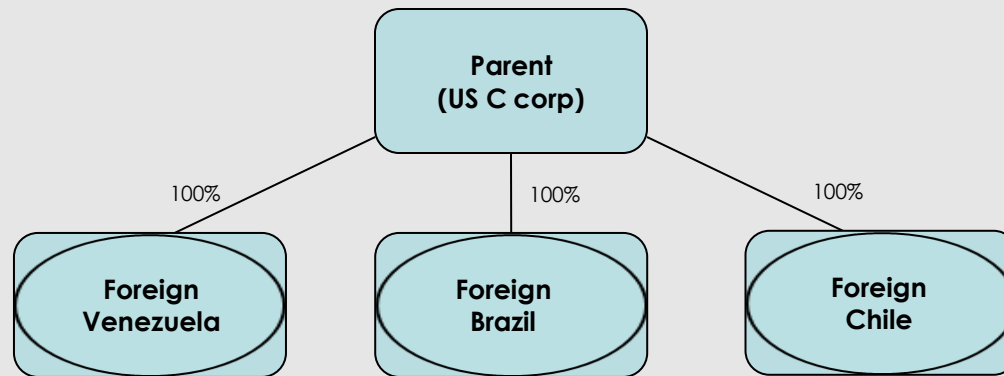 Parent
(US C corp)
100%
100%
100%
Foreign
Venezuela
Foreign
Brazil
Foreign
Chile